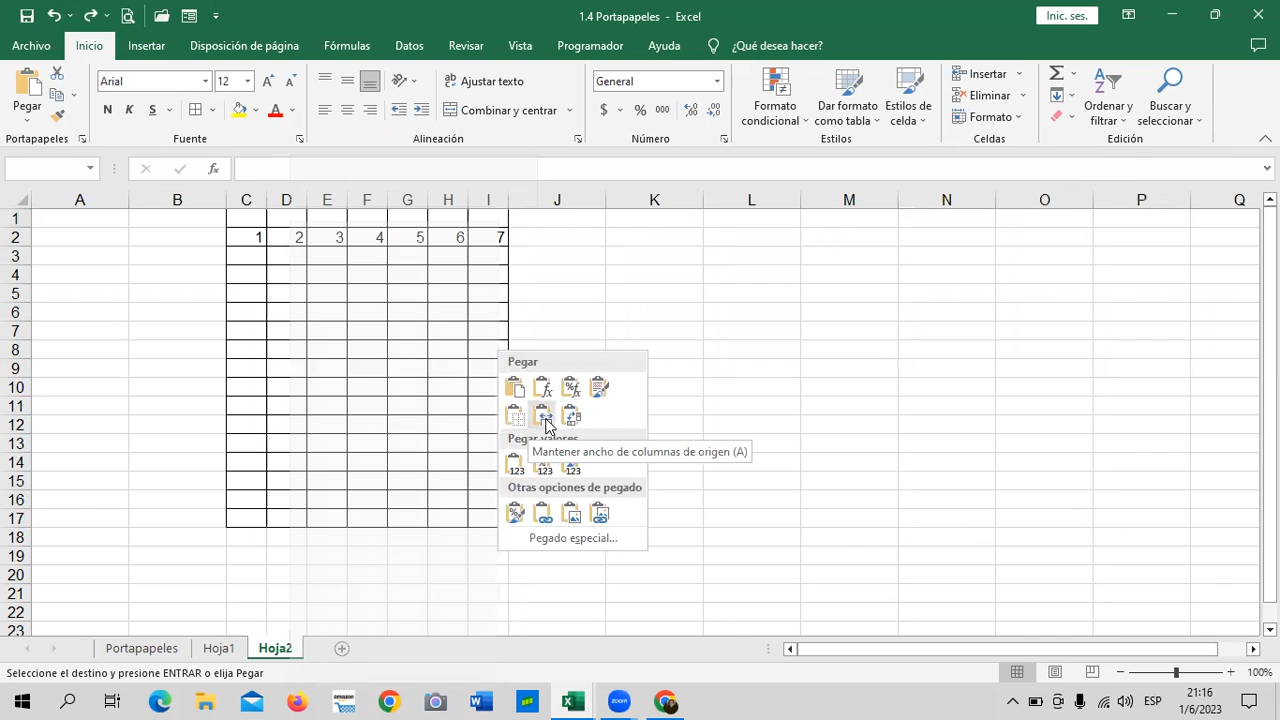 1.4 Portapapeles - Excel
Inic. ses.
Archivo Inicio Insertar Disposición de página Fórmulas Datos Revisar Vista Programador Ayuda ¿Qué desea hacer?
Pegar
Arial 12
N K S
Ajustar texto
Combinar y centrar
General
$ % 000
Formato condicional
Dar formato como tabla
Estilos de celda
Insertar
Eliminar
Formato
Ordenar y filtrar
Buscar y seleccionar
Portapapeles Fuente Alineación Número Estilos Celdas Edición
fx
A B C D E F G H I J K L M N O P Q
1
2 1 2 3 4 5 6 7
3
4
5
6
7
8
9
10
11
12
13
14
15
16
17
18
19
20
21
22
23
Pegar
Pegar valores
Mantener ancho de columnas de origen (A)
Otras opciones de pegado
Pegado especial...
Portapapeles Hoja1 Hoja2
Seleccione el destino y presione ENTRAR o elija Pegar
100%
ESP
21:16
1/6/2023